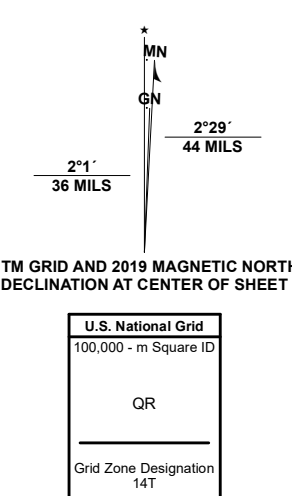 ★
MN
GN
2°29´
44 MILS
2°1´
36 MILS
TM GRID AND 2019 MAGNETIC NORTH
DECLINATION AT CENTER OF SHEET
U.S. National Grid
100,000 - m Square ID
QR
Grid Zone Designation
14T